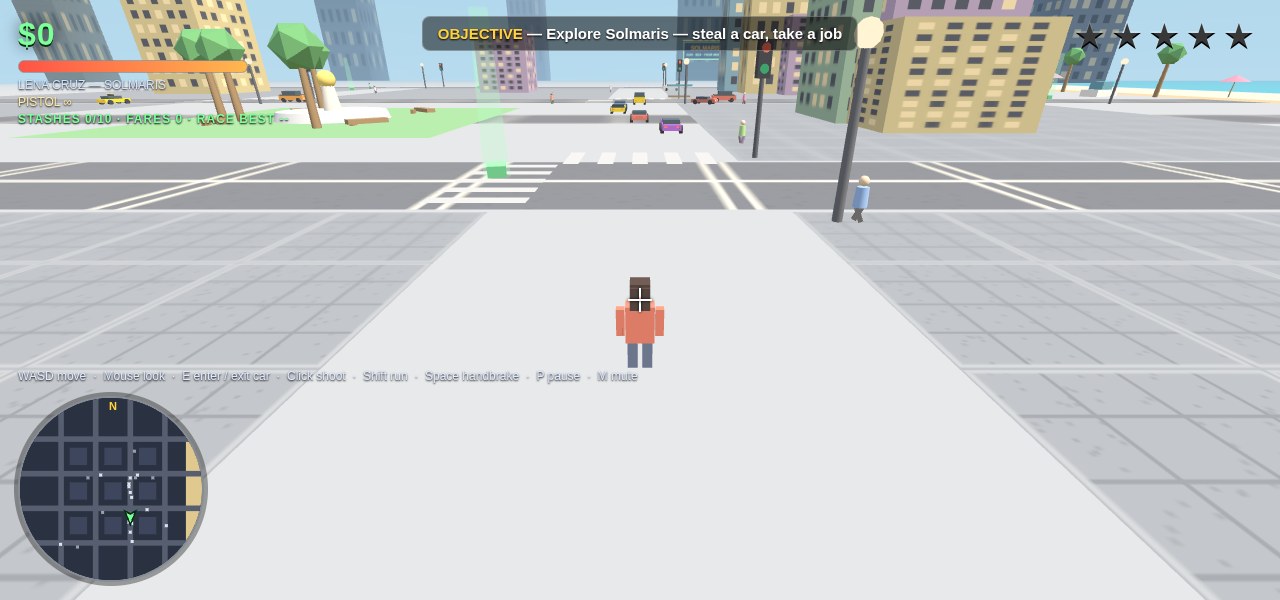 $0
OBJECTIVE — Explore Solmaris — steal a car, take a job
★★★★★
LENA CRUZ — SOLMARIS
PISTOL ∞
STASHES 0/10 · FARES 0 · RACE BEST --
SOLMARIS
WASD move · Mouse look · E enter / exit car · Click shoot · Shift run · Space handbrake · P pause · M mute
N